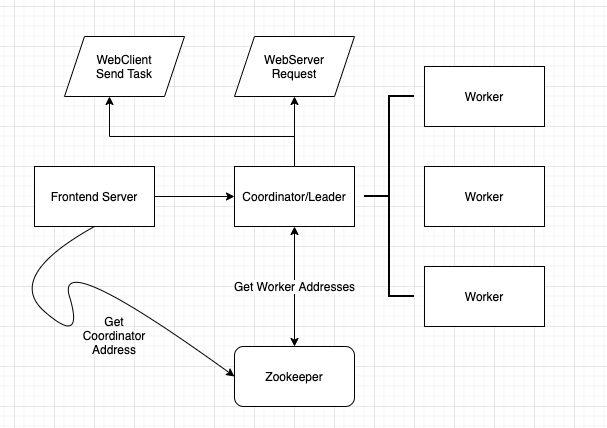 WebClient
Send Task
WebServer
Request
Worker
Frontend Server
Coordinator/Leader
Worker
Get Worker Addresses
Worker
Get
Coordinator
Address
Zookeeper